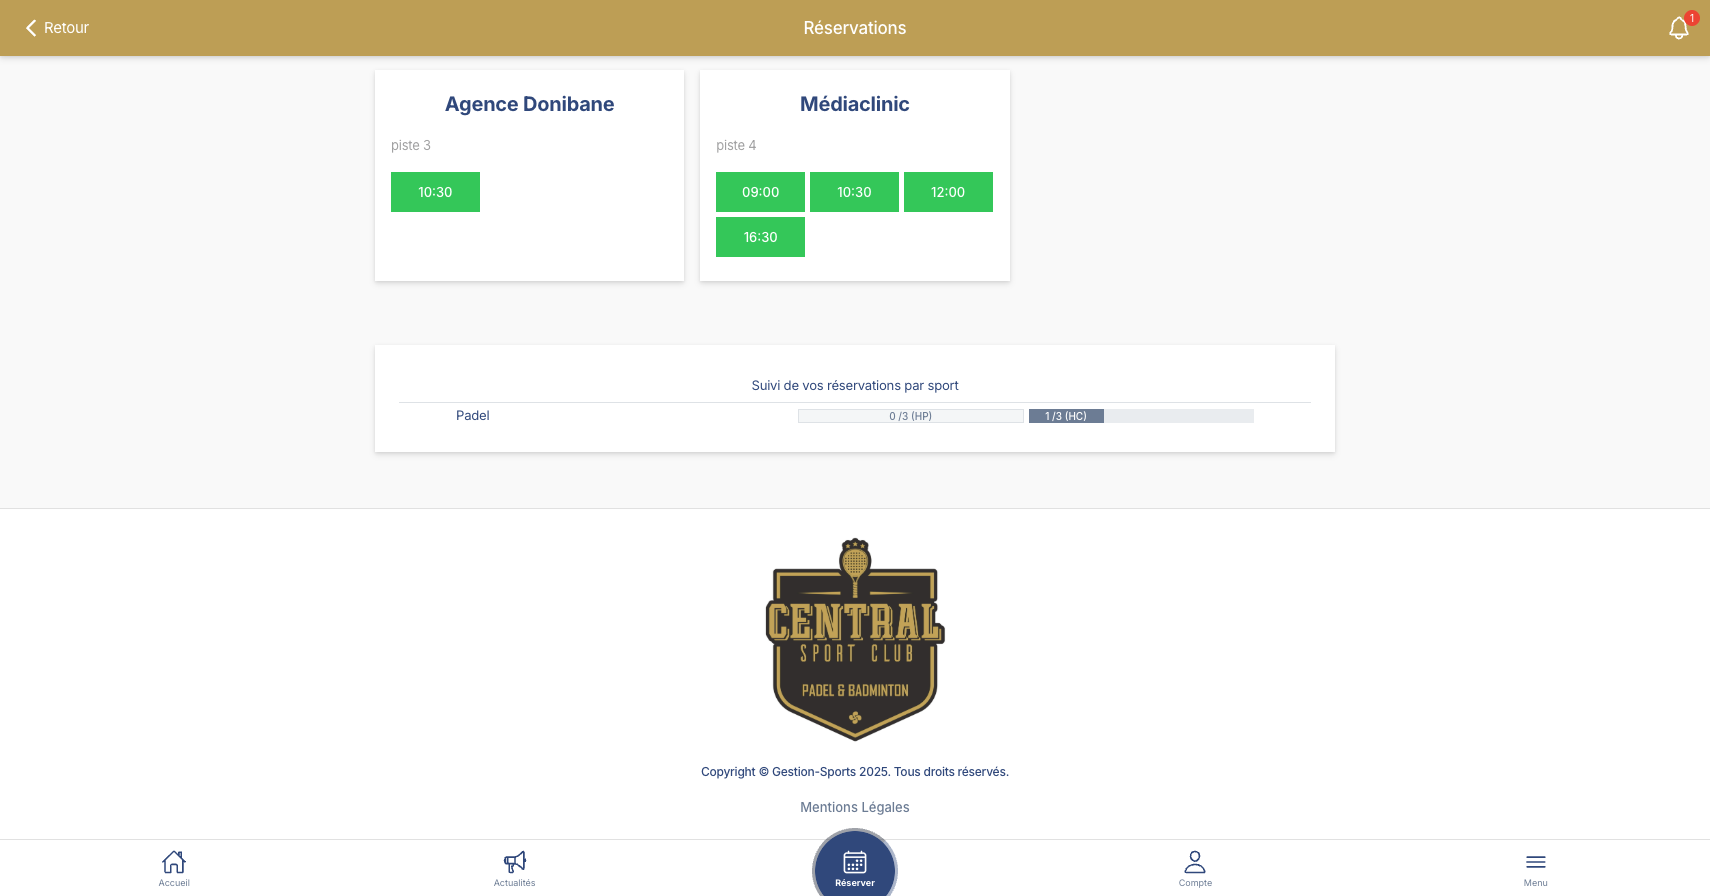 Retour
Réservations
1
Agence Donibane
piste 3
10:30
Médiaclinic
piste 4
09:00 10:30 12:00
16:30
Suivi de vos réservations par sport
Padel
0 /3 (HP)
1 /3 (HC)
CENTRAL
SPORT CLUB
PADEL & BADMINTON
Copyright © Gestion-Sports 2025. Tous droits réservés.
Mentions Légales
Accueil
Actualités
Réserver
Compte
Menu